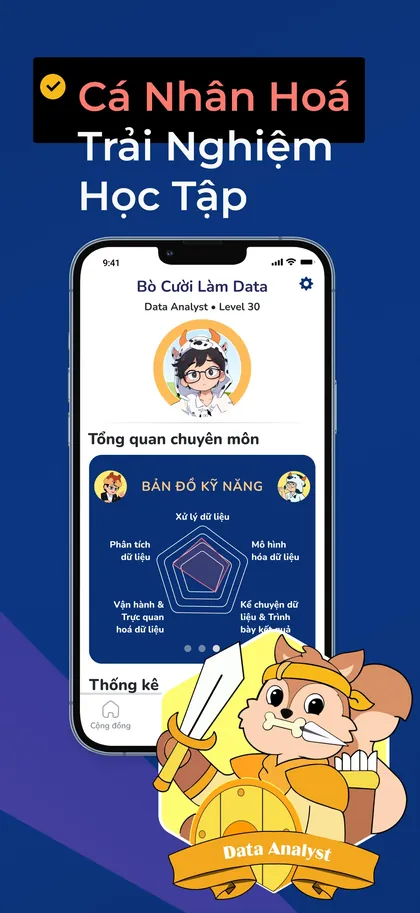 Cá Nhân Hoá
Trải Nghiệm
Học Tập
9:41
Bò Cười Làm Data
Data Analyst • Level 30
Tổng quan chuyên môn
BẢN ĐỒ KỸ NĂNG
Xử lý dữ liệu
Phân tích
dữ liệu
Mô hình
hóa dữ liệu
Vận hành &
Trực quan
hoá dữ liệu
Kể chuyện dữ
liệu & Trình
bày kết quả
Thống kê
Cộng đồng
Data Analyst